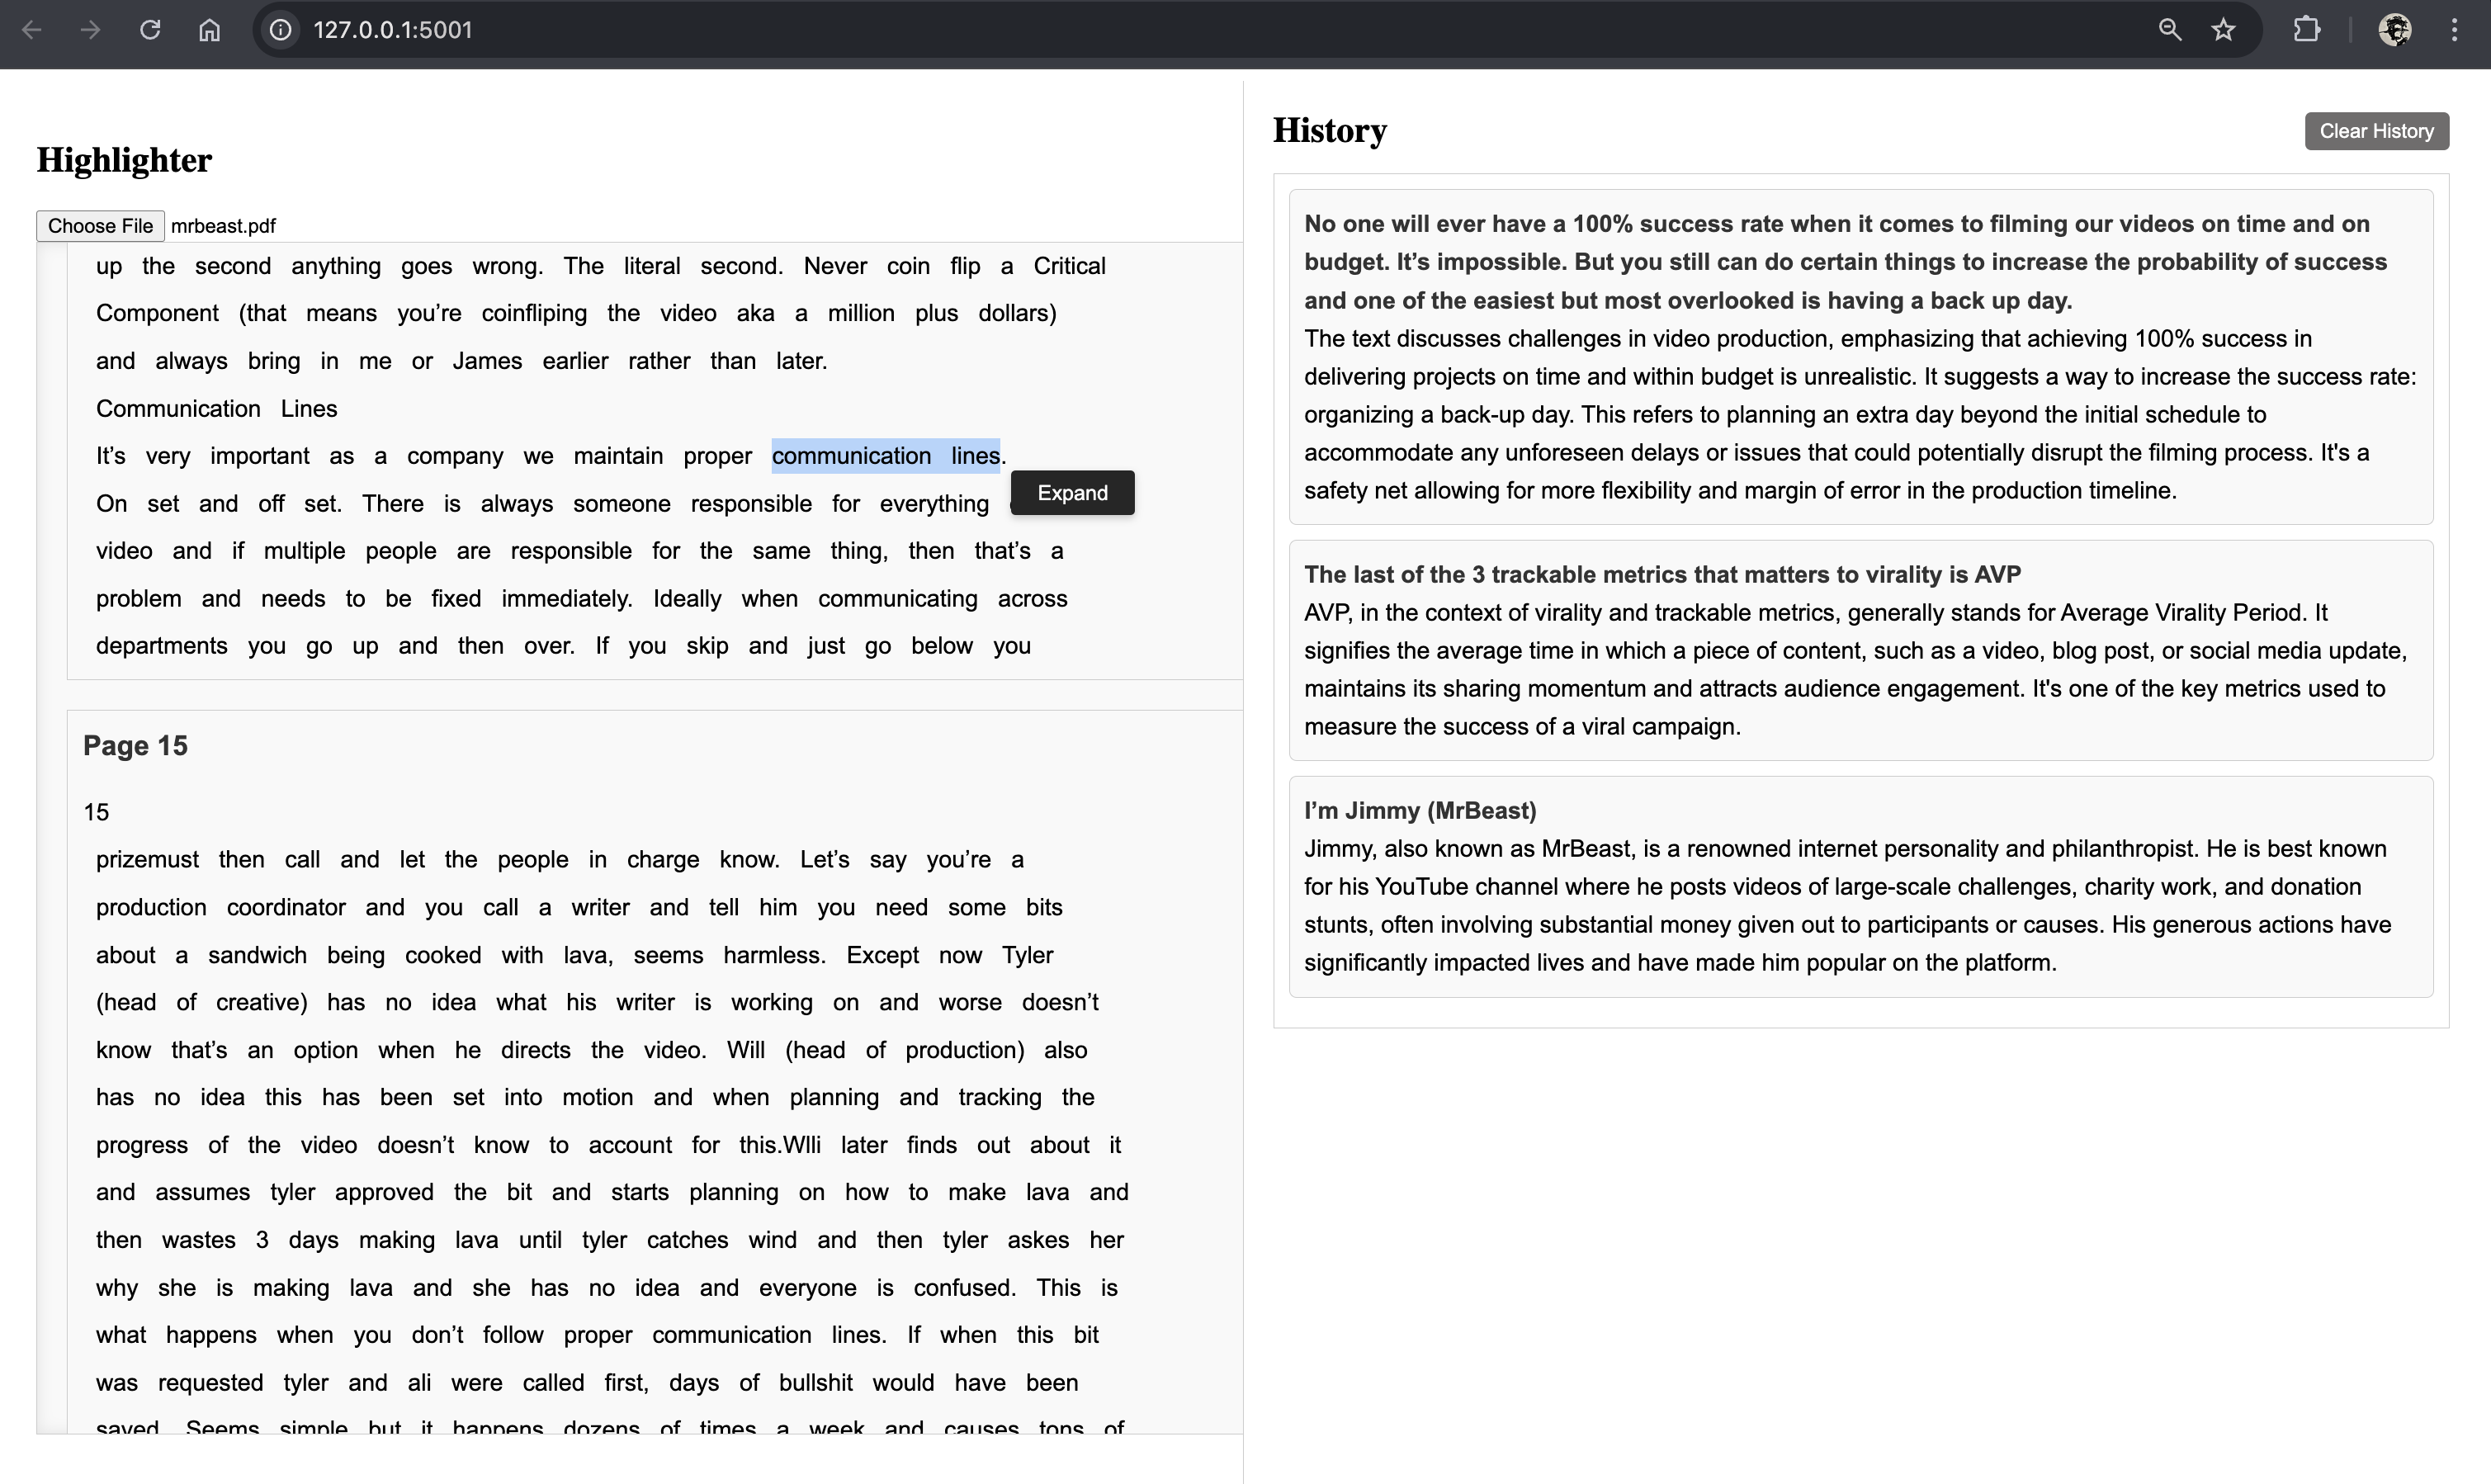 127.0.0.1:5001
Highlighter
Choose File mrbeast.pdf
up the second anything goes wrong. The literal second. Never coin flip a Critical
Component (that means you’re coinfliping the video aka a million plus dollars)
and always bring in me or James earlier rather than later.
Communication Lines
It’s very important as a company we maintain proper communication lines.
Expand
On set and off set. There is always someone responsible for everything
video and if multiple people are responsible for the same thing, then that’s a
problem and needs to be fixed immediately. Ideally when communicating across
departments you go up and then over. If you skip and just go below you
Page 15
15
prizemust then call and let the people in charge know. Let’s say you’re a
production coordinator and you call a writer and tell him you need some bits
about a sandwich being cooked with lava, seems harmless. Except now Tyler
(head of creative) has no idea what his writer is working on and worse doesn’t
know that’s an option when he directs the video. Will (head of production) also
has no idea this has been set into motion and when planning and tracking the
progress of the video doesn’t know to account for this.Wlli later finds out about it
and assumes tyler approved the bit and starts planning on how to make lava and
then wastes 3 days making lava until tyler catches wind and then tyler askes her
why she is making lava and she has no idea and everyone is confused. This is
what happens when you don’t follow proper communication lines. If when this bit
was requested tyler and ali were called first, days of bullshit would have been
saved. Seems simple but it happens dozens of times a week and causes tons of
History
Clear History
No one will ever have a 100% success rate when it comes to filming our videos on time and on
budget. It’s impossible. But you still can do certain things to increase the probability of success
and one of the easiest but most overlooked is having a back up day.
The text discusses challenges in video production, emphasizing that achieving 100% success in
delivering projects on time and within budget is unrealistic. It suggests a way to increase the success rate:
organizing a back-up day. This refers to planning an extra day beyond the initial schedule to
accommodate any unforeseen delays or issues that could potentially disrupt the filming process. It's a
safety net allowing for more flexibility and margin of error in the production timeline.
The last of the 3 trackable metrics that matters to virality is AVP
AVP, in the context of virality and trackable metrics, generally stands for Average Virality Period. It
signifies the average time in which a piece of content, such as a video, blog post, or social media update,
maintains its sharing momentum and attracts audience engagement. It's one of the key metrics used to
measure the success of a viral campaign.
I’m Jimmy (MrBeast)
Jimmy, also known as MrBeast, is a renowned internet personality and philanthropist. He is best known
for his YouTube channel where he posts videos of large-scale challenges, charity work, and donation
stunts, often involving substantial money given out to participants or causes. His generous actions have
significantly impacted lives and have made him popular on the platform.